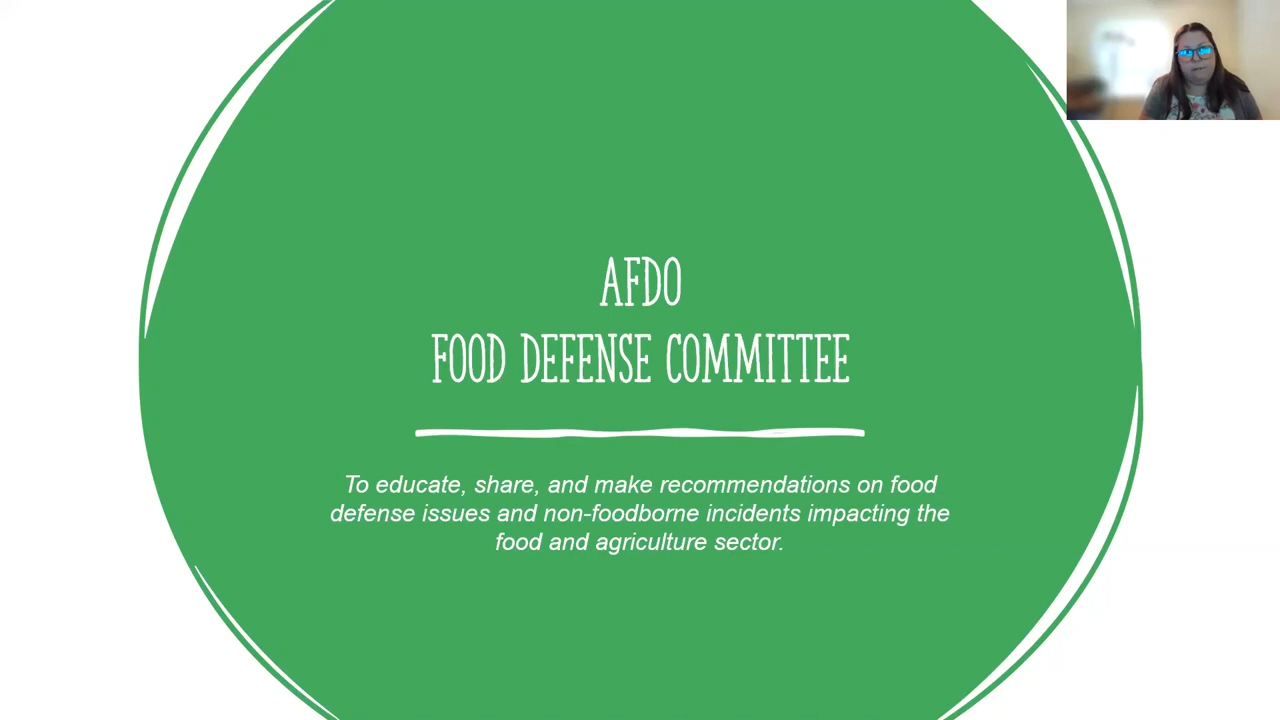 AFDO
FOOD DEFENSE COMMITTEE
To educate, share, and make recommendations on food
defense issues and non-foodborne incidents impacting the
food and agriculture sector.